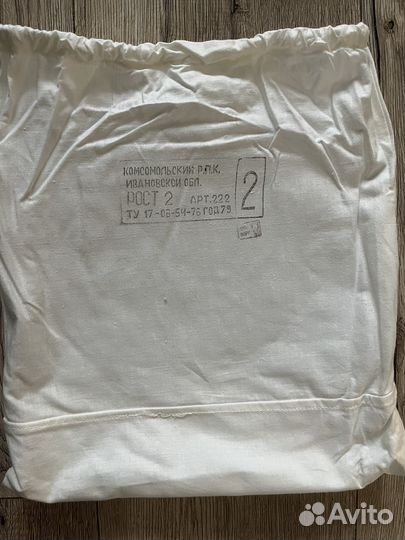 КОМСОМОЛЬСКИЙ Р.П.К.
ИВАНОВСКОЙ ОБЛ.
РОСТ 2 АРТ.222
ТУ 17-08-54-76 ГОД 79
2
Avito